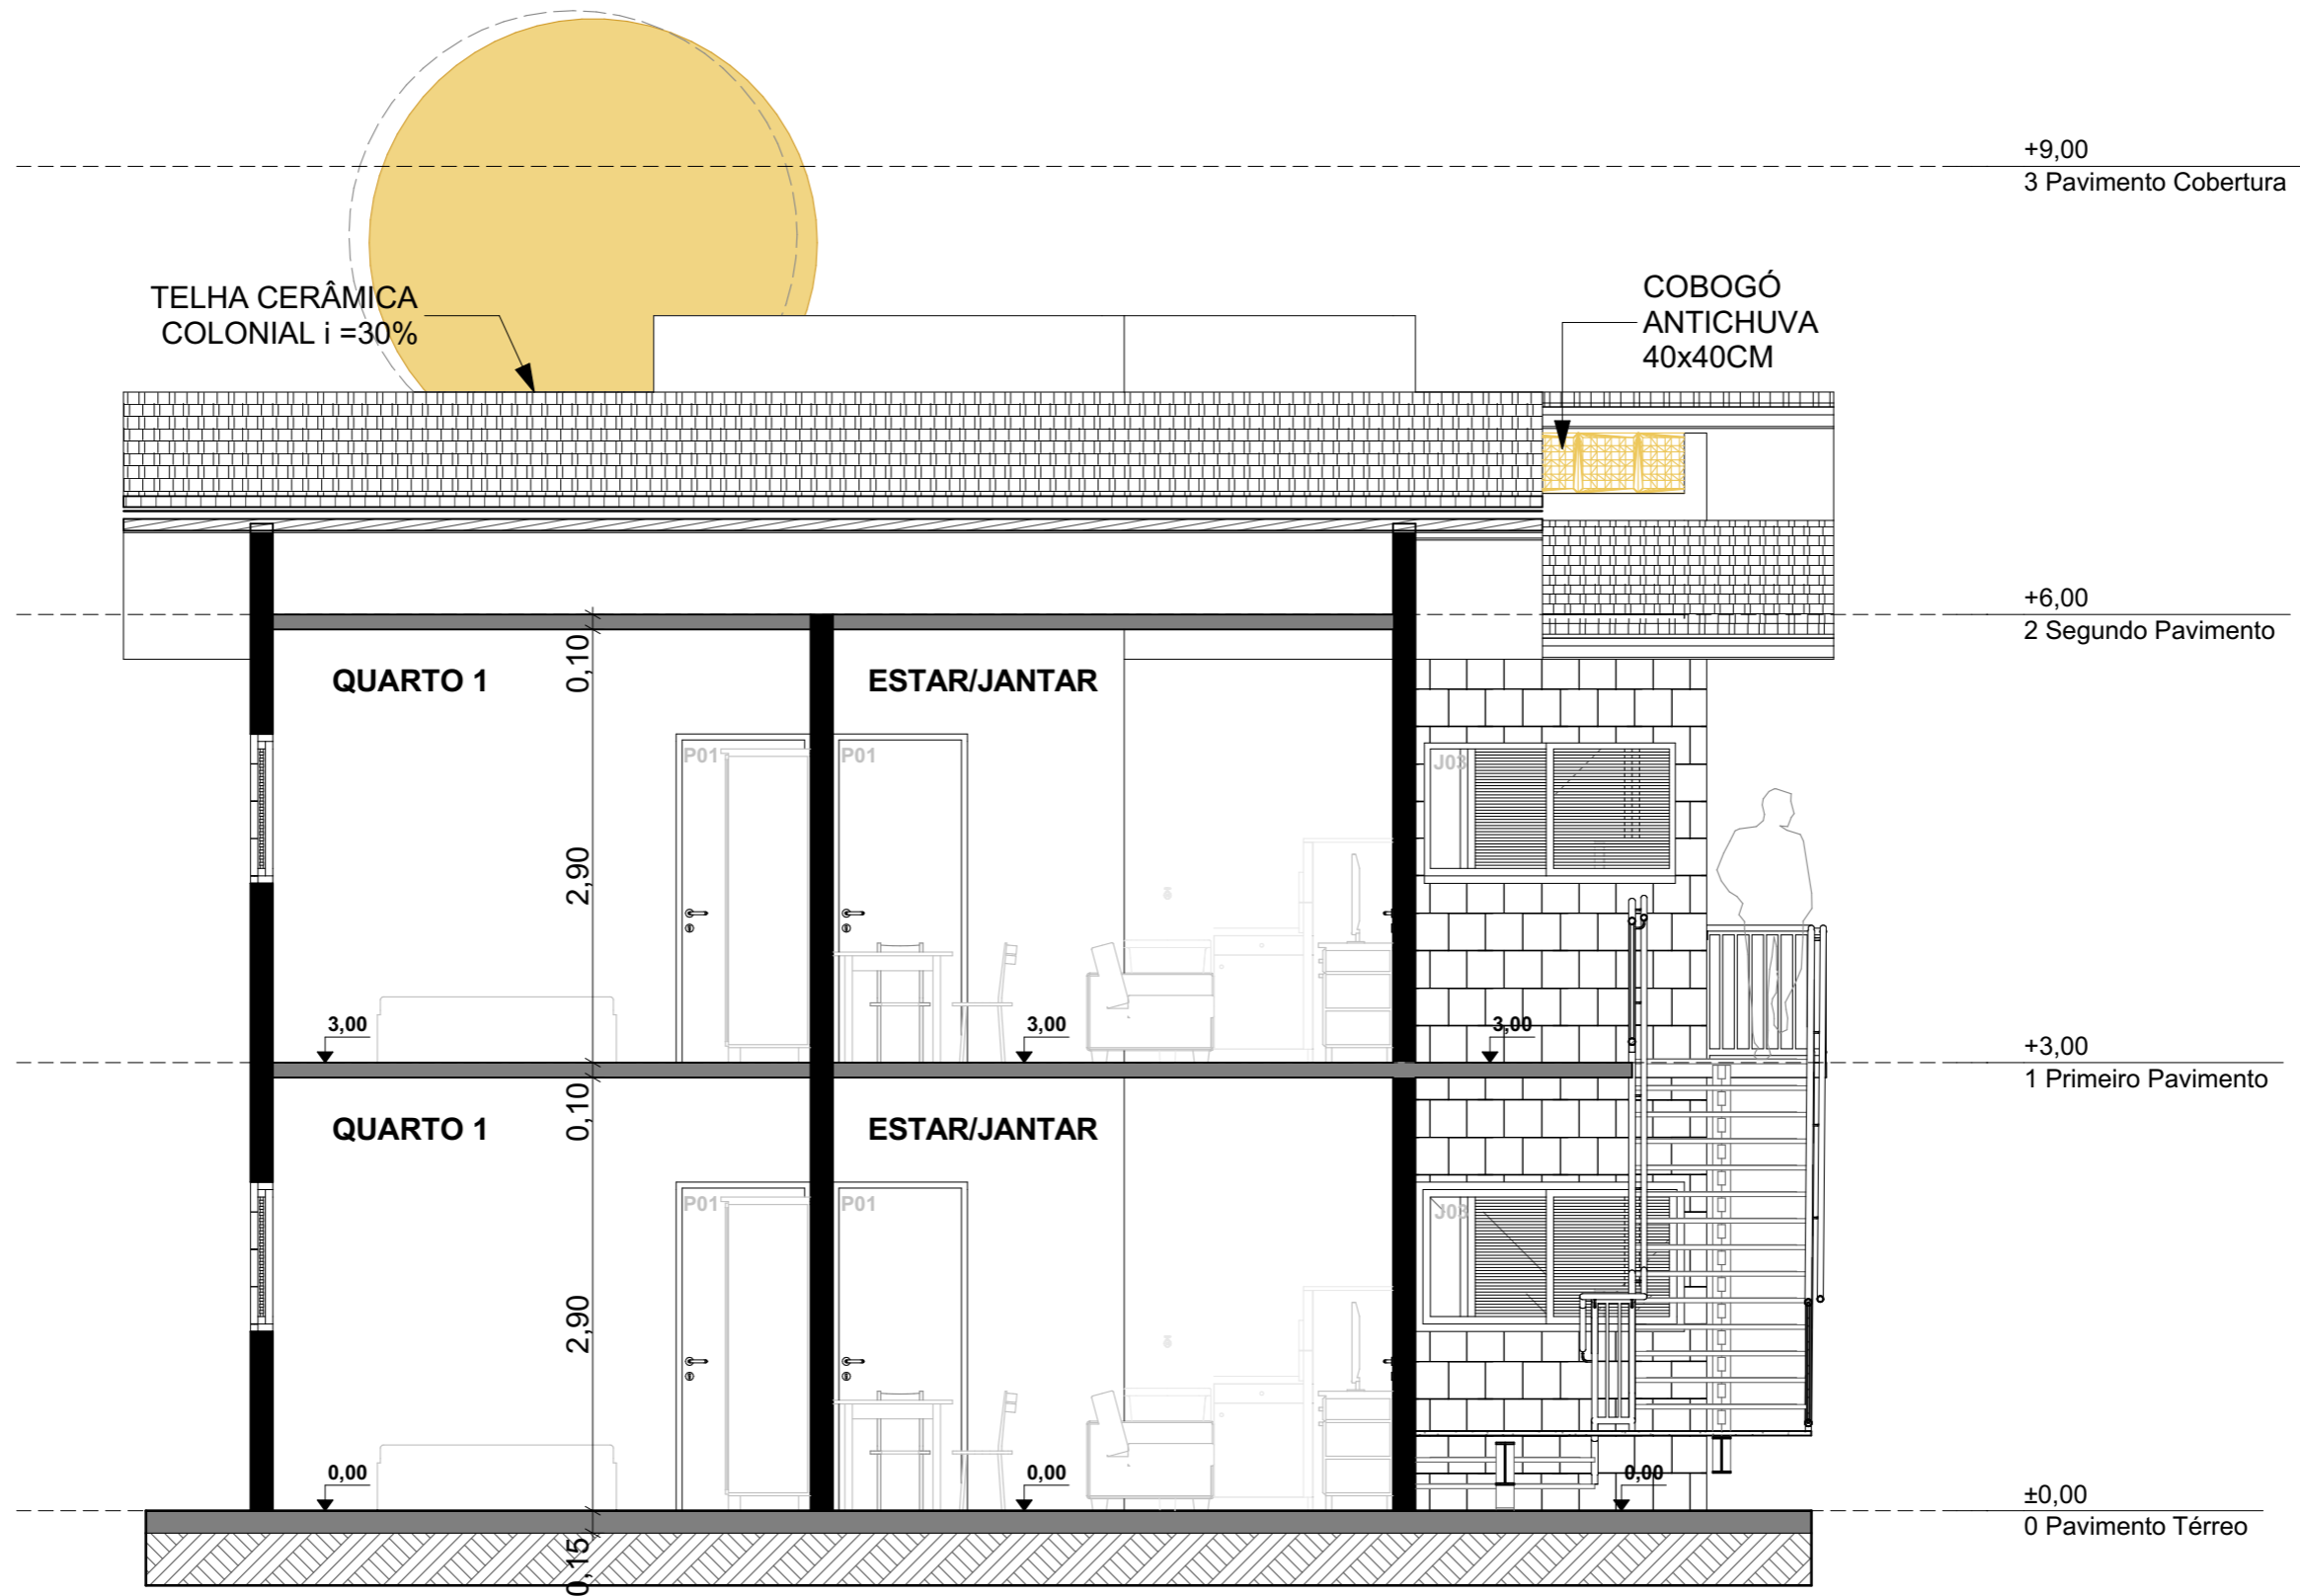 +9,00
3 Pavimento Cobertura
TELHA CERÂMICA
COLONIAL i =30%
COBOGÓ
ANTICHUVA
40x40CM
+6,00
2 Segundo Pavimento
0,10
QUARTO 1
ESTAR/JANTAR
P01
P01
J03
2,90
3,00
3,00
3,00
+3,00
1 Primeiro Pavimento
0,10
QUARTO 1
ESTAR/JANTAR
P01
P01
J03
2,90
0,00
0,00
0,00
±0,00
0 Pavimento Térreo
0,15